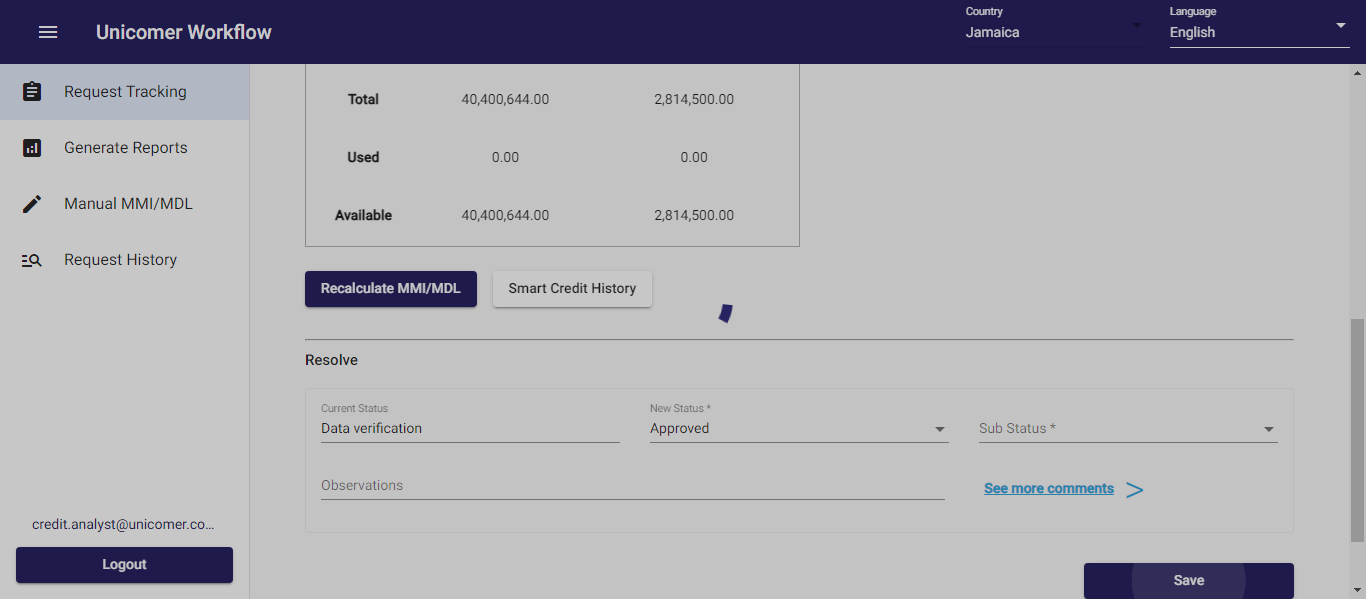 Unicomer Workflow
Country
Jamaica
Language
English
Request Tracking
Generate Reports
Manual MMI/MDL
Request History
credit.analyst@unicomer.co...
Logout
Total 40,400,644.00 2,814,500.00
Used 0.00 0.00
Available 40,400,644.00 2,814,500.00
Recalculate MMI/MDL Smart Credit History
Resolve
Current Status
Data verification
New Status *
Approved
Sub Status *
Observations
See more comments >
Save